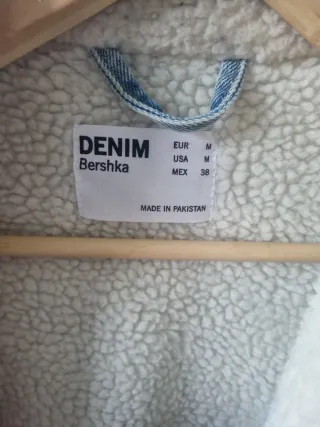 DENIM
Bershka
EUR M
USA M
MEX 38
MADE IN PAKISTAN